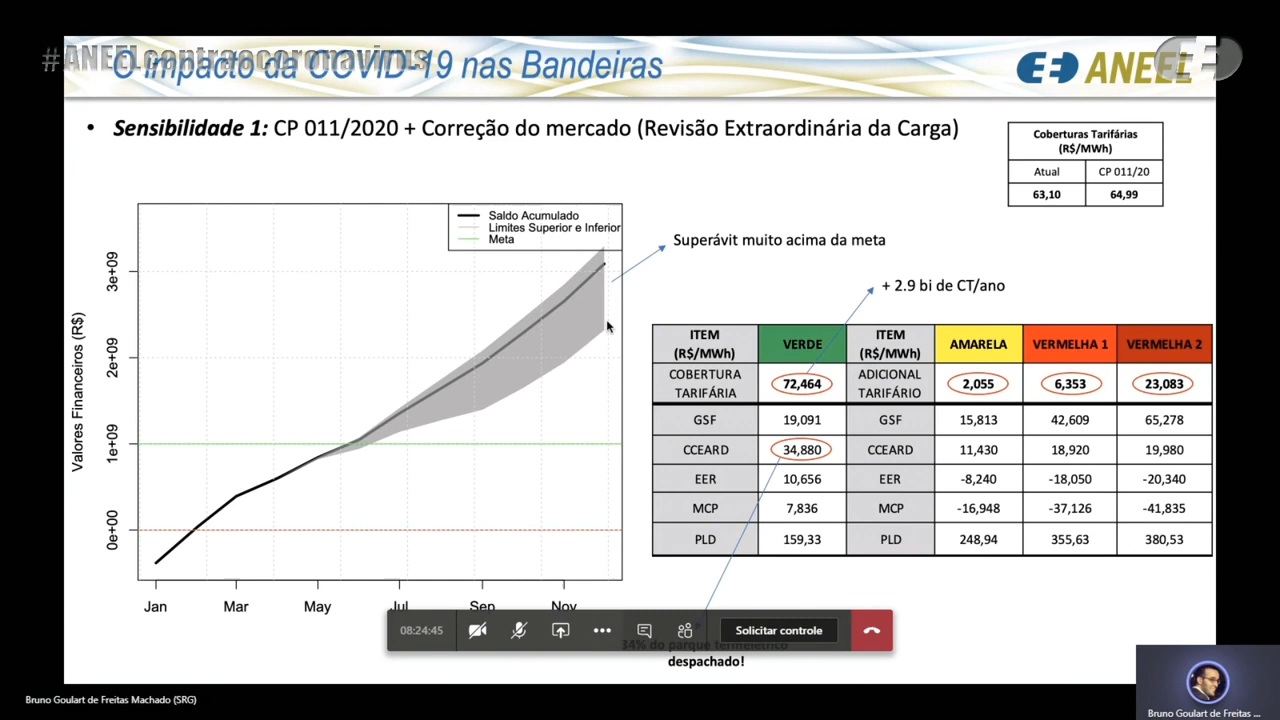 #ANEELcontraocoronavirus
O impacto da COVID-19 nas Bandeiras
ANEEL
• Sensibilidade 1: CP 011/2020 + Correção do mercado (Revisão Extraordinária da Carga)
Coberturas Tarifárias
(R$/MWh)
Atual CP 011/20
63,10 64,99
Saldo Acumulado
Limites Superior e Inferior
Meta
Superávit muito acima da meta
+ 2.9 bi de CT/ano
Valores Financeiros (R$)
3e+09
2e+09
1e+09
0e+00
Jan Mar May Jul Sep Nov
ITEM
(R$/MWh) VERDE ITEM
(R$/MWh) AMARELA VERMELHA 1 VERMELHA 2
COBERTURA
TARIFÁRIA 72,464 ADICIONAL
TARIFÁRIO 2,055 6,353 23,083
GSF 19,091 GSF 15,813 42,609 65,278
CCEARD 34,880 CCEARD 11,430 18,920 19,980
EER 10,656 EER -8,240 -18,050 -20,340
MCP 7,836 MCP -16,948 -37,126 -41,835
PLD 159,33 PLD 248,94 355,63 380,53
08:24:45 Solicitar controle
34% do parque termelétrico
despachado!
Bruno Goulart de Freitas Machado (SRG)
Bruno Goulart de Freitas ...